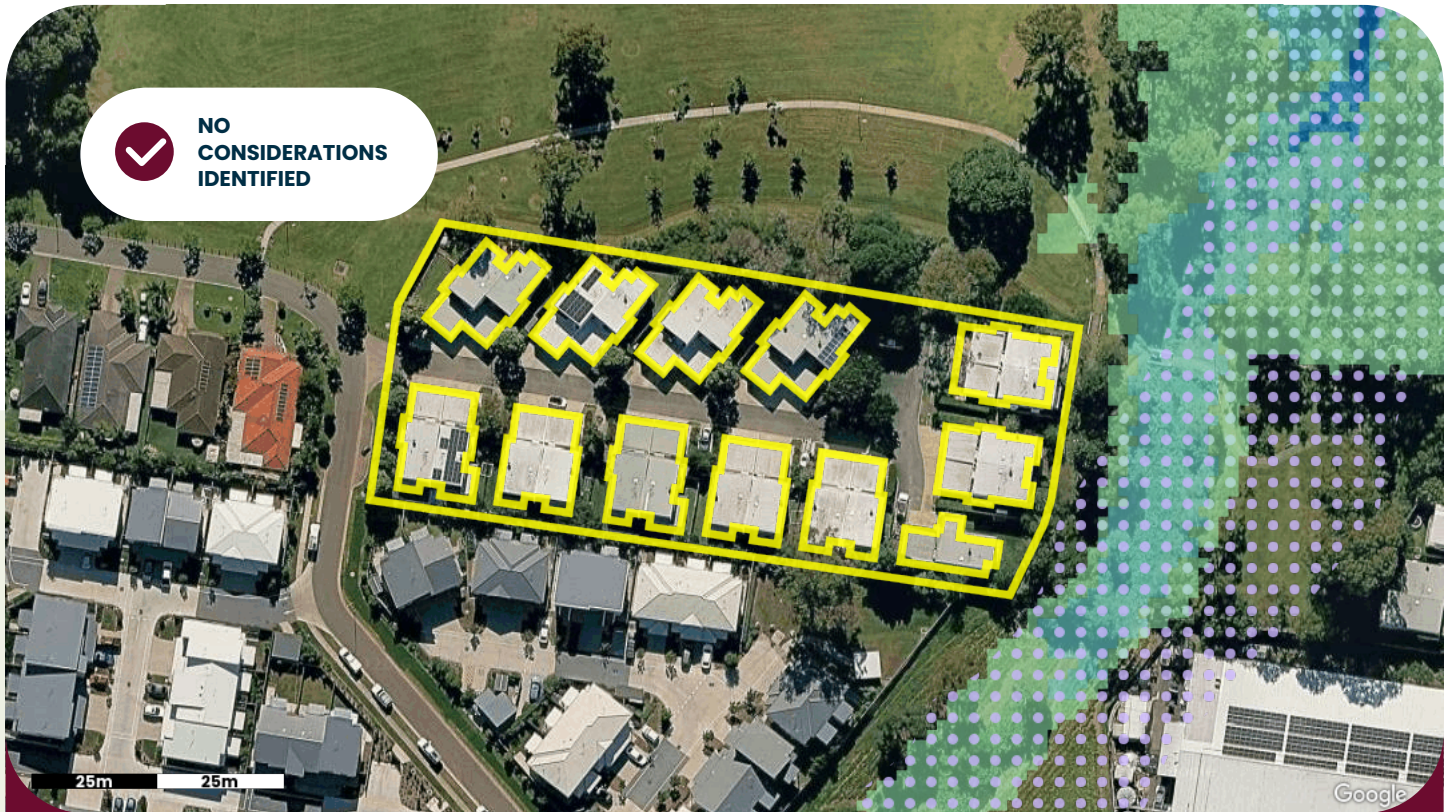 NO
CONSIDERATIONS
IDENTIFIED
25m 25m
Google